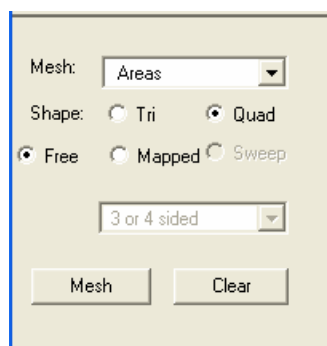 Mesh: Areas
Shape: Tri Quad
Free Mapped Sweep
3 or 4 sided
Mesh Clear